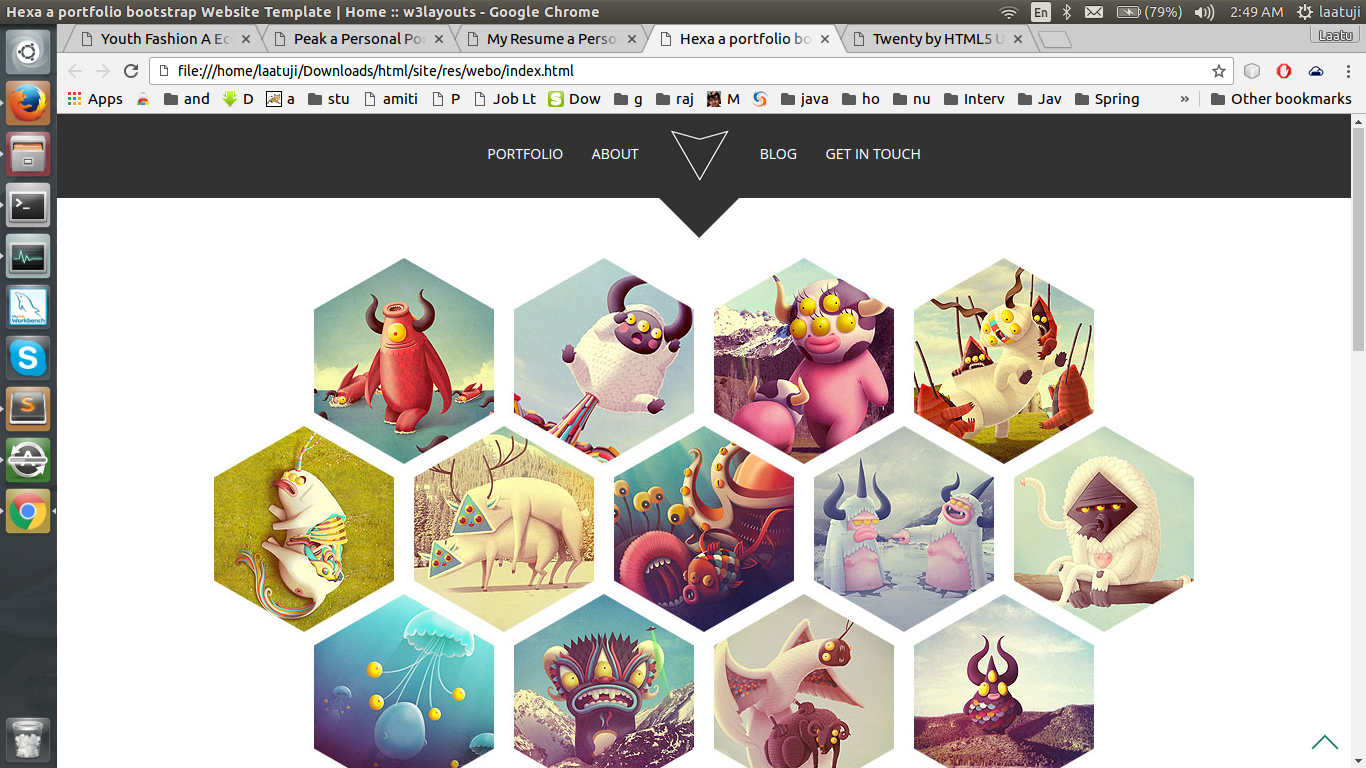 Hexa a portfolio bootstrap Website Template | Home :: w3layouts - Google Chrome
En
(79%)
2:49 AM
laatuji
Youth Fashion A Ec
Peak a Personal Por
My Resume a Perso
Hexa a portfolio bo
Twenty by HTML5 U
Laatu
file:///home/laatuji/Downloads/html/site/res/webo/index.html
Apps
and
D
a
stu
amiti
P
Job Lt
Dow
g
raj
M
java
ho
nu
Interv
Jav
Spring
»
Other bookmarks
PORTFOLIO
ABOUT
BLOG
GET IN TOUCH